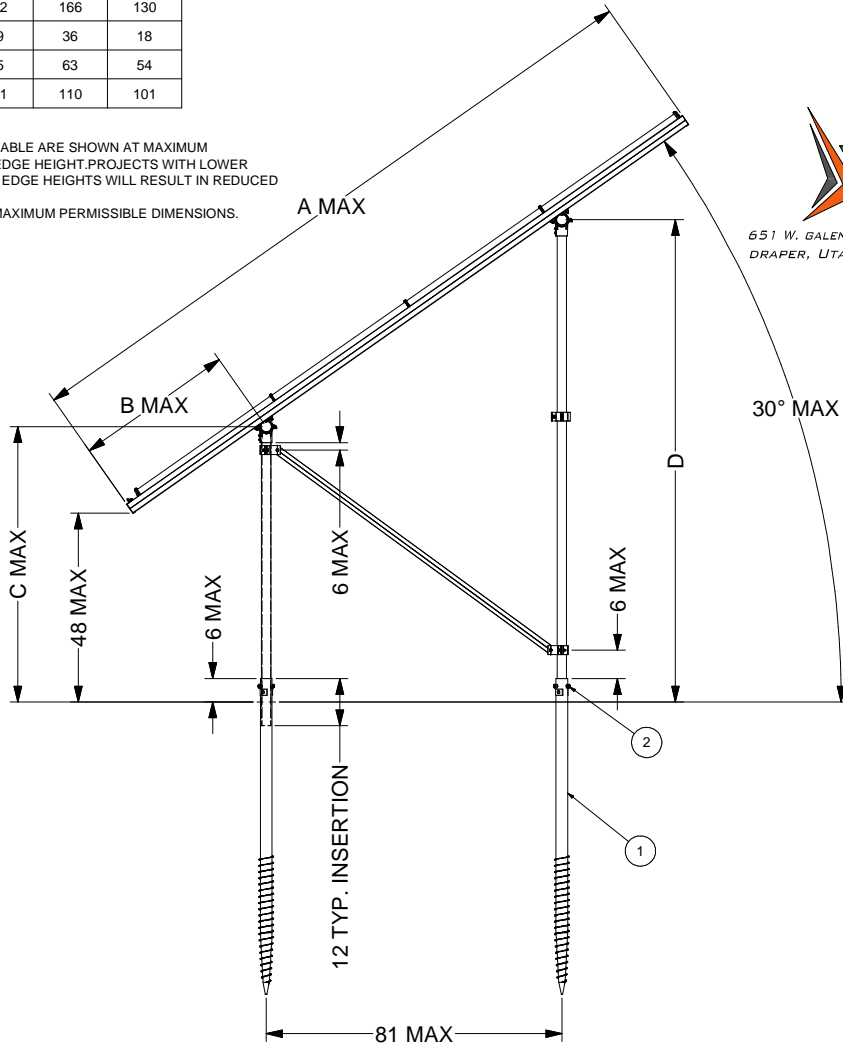 2 166 130
9 36 18
5 63 54
1 110 101
ABLE ARE SHOWN AT MAXIMUM
EDGE HEIGHT.PROJECTS WITH LOWER
EDGE HEIGHTS WILL RESULT IN REDUCED
MAXIMUM PERMISSIBLE DIMENSIONS.
651 W. GALEN
DRAPER, UTA
A MAX
B MAX
30° MAX
C MAX
48 MAX
6 MAX
6 MAX
D
6 MAX
2
12 TYP. INSERTION
1
81 MAX